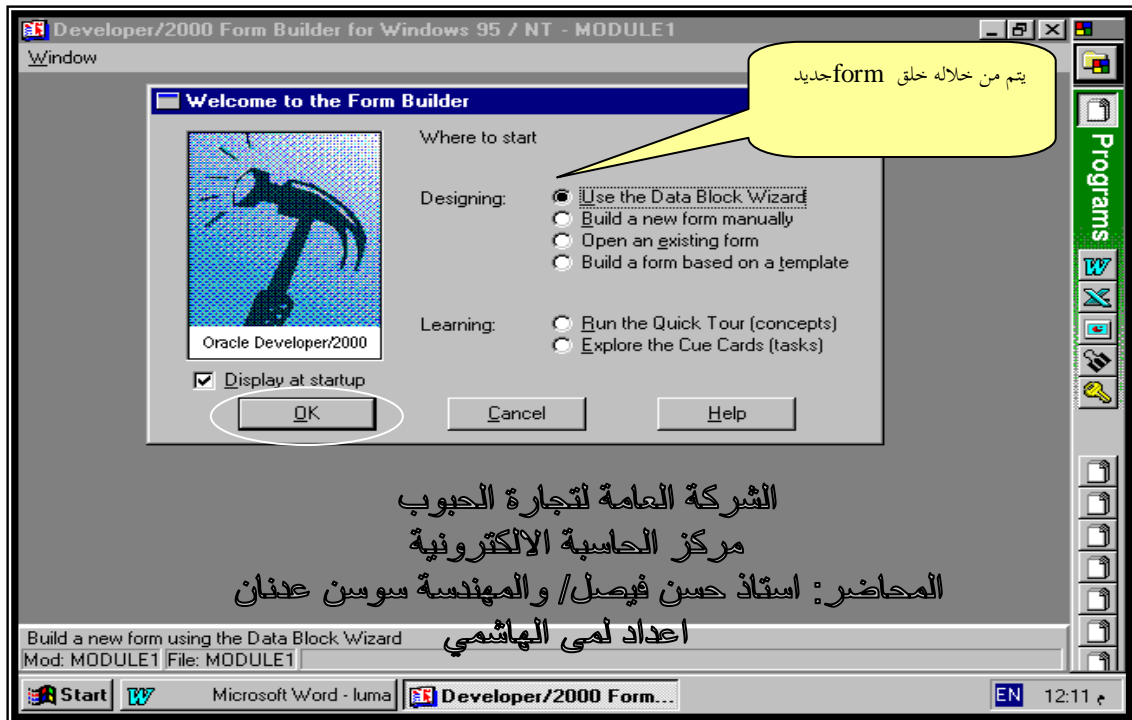 Developer/2000 Form Builder for Windows 95 / NT - MODULE1
Window
يتم من خلاله خلق form جديد
Welcome to the Form Builder
Where to start
Designing:
Use the Data Block Wizard
Build a new form manually
Open an existing form
Build a form based on a template
Learning:
Run the Quick Tour (concepts)
Explore the Cue Cards (tasks)
Oracle Developer/2000
Display at startup
OK
Cancel
Help
Programs
الشركة العامة لتجارة الحبوب
مركز الحاسبة الالكترونية
المحاضر: استاذ حسن فيصل/ والمهندسة سوسن عدنان
اعداد لمى الهاشمي
Build a new form using the Data Block Wizard
Mod: MODULE1 File: MODULE1
Start
Microsoft Word - luma
Developer/2000 Form...
EN
12:11 م